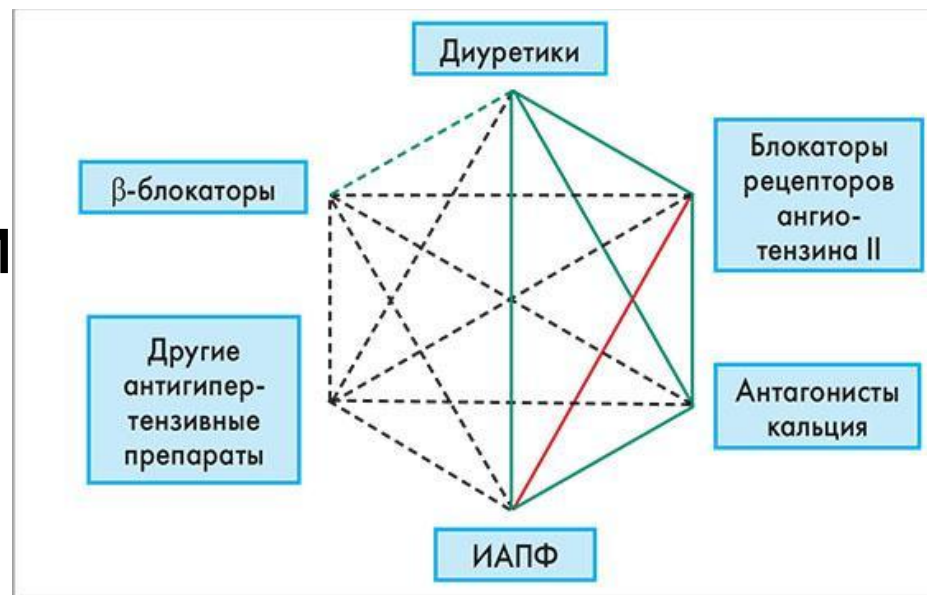 Диуретики
β-блокаторы
Блокаторы
рецепторов
ангио-
тензина II
Другие
антигипер-
тензивные
препараты
Антагонисты
кальция
ИАПФ